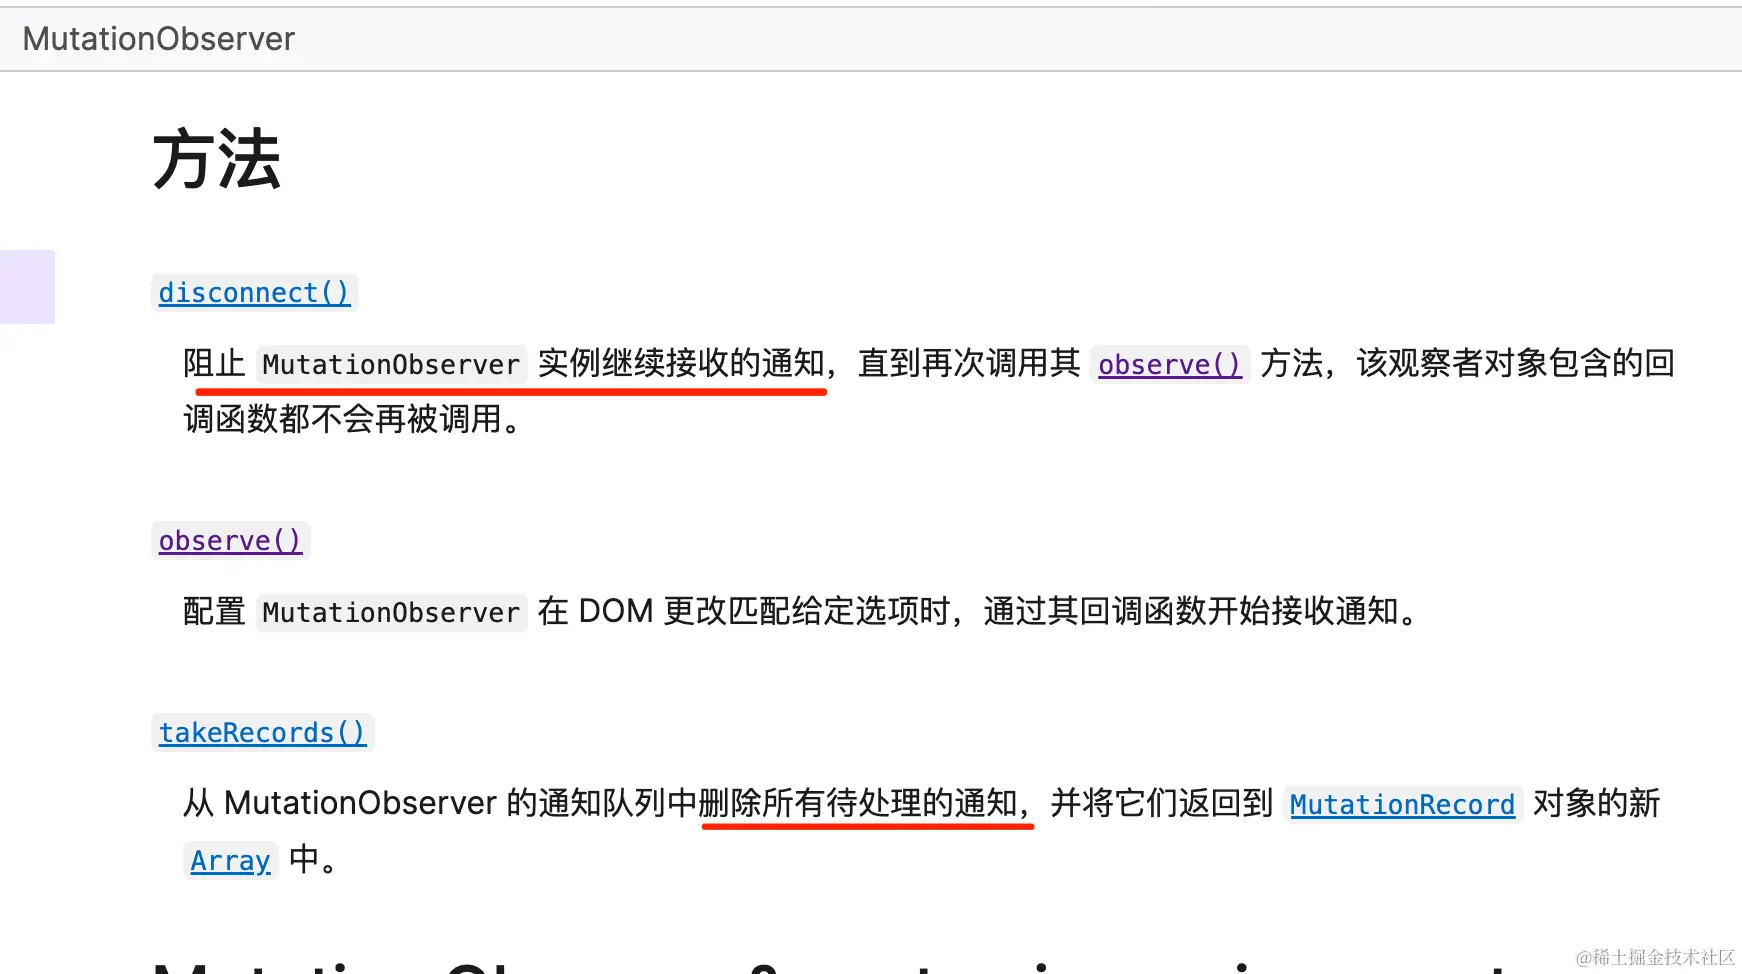 MutationObserver
方法
disconnect()
阻止 MutationObserver 实例继续接收的通知，直到再次调用其 observe() 方法，该观察者对象包含的回
调函数都不会再被调用。
observe()
配置 MutationObserver 在 DOM 更改匹配给定选项时，通过其回调函数开始接收通知。
takeRecords()
从 MutationObserver 的通知队列中删除所有待处理的通知，并将它们返回到 MutationRecord 对象的新
Array 中。
@稀土掘金技术社区